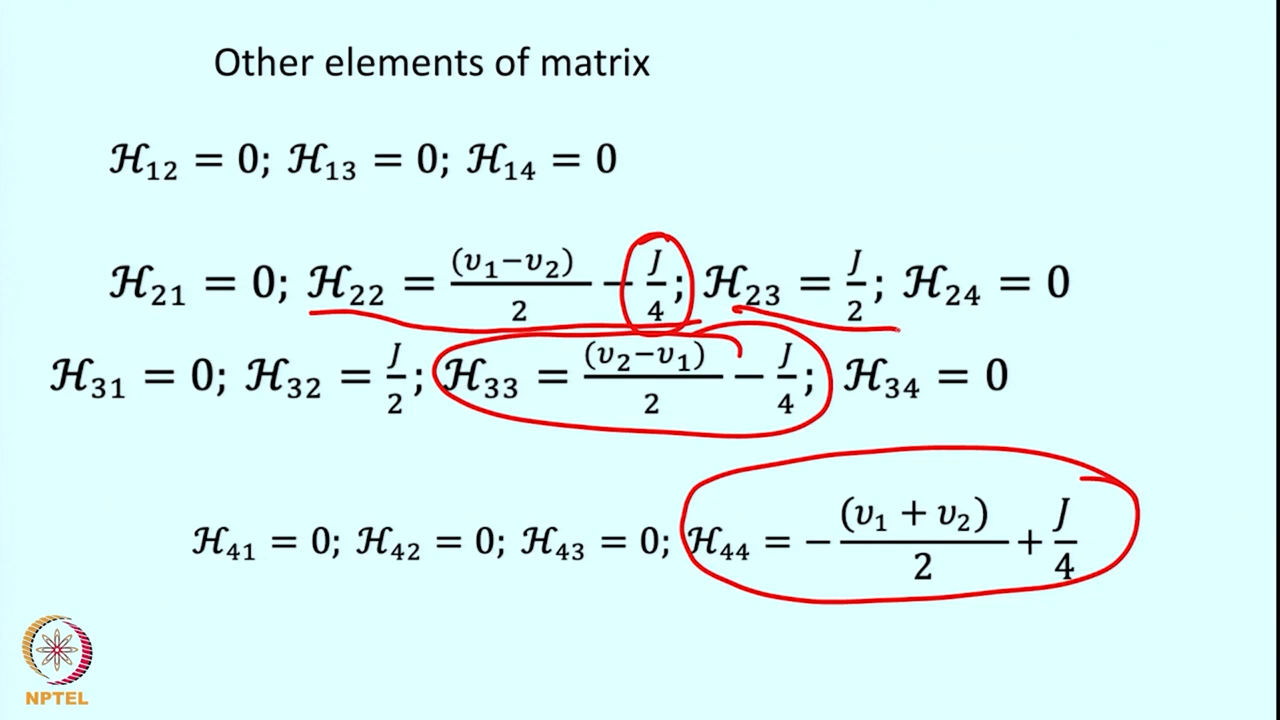 Other elements of matrix
ℋ₁₂ = 0; ℋ₁₃ = 0; ℋ₁₄ = 0
ℋ₂₁ = 0; ℋ₂₂ = (υ₁−υ₂)/2 − J/4; ℋ₂₃ = J/2; ℋ₂₄ = 0
ℋ₃₁ = 0; ℋ₃₂ = J/2; ℋ₃₃ = (υ₂−υ₁)/2 − J/4; ℋ₃₄ = 0
ℋ₄₁ = 0; ℋ₄₂ = 0; ℋ₄₃ = 0; ℋ₄₄ = −(υ₁ + υ₂)/2 + J/4
NPTEL